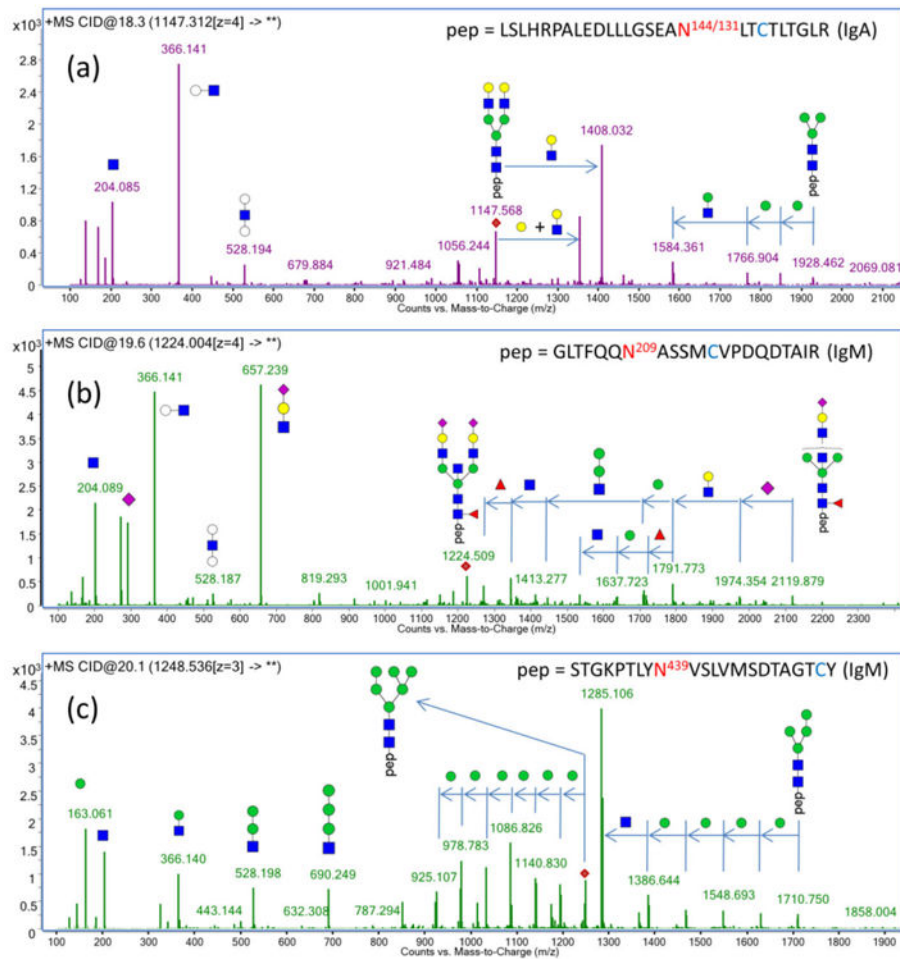 +MS CID@18.3 (1147.312[z=4] -> **)
pep = LSLHRPALEDLLLGSEAN144/131LTCTLTGLR (IgA)
x10³
(a)
366.141
2.8
2.4
2
1.6
1.2
0.8
0.4
0
204.085
528.194
679.884
921.484
1056.244
1147.568
1408.032
1584.361
1766.904
1928.462
2069.081
pep
+
pep
100 200 300 400 500 600 700 800 900 1000 1100 1200 1300 1400 1500 1600 1700 1800 1900 2000 2100
Counts vs. Mass-to-Charge (m/z)
+MS CID@19.6 (1224.004[z=4] -> **)
pep = GLTFQQN209ASSMCVPDQDTAIR (IgM)
x10³
(b)
366.141
657.239
5
4.5
4
3.5
3
2.5
2
1.5
1
0.5
0
204.089
528.187
819.293
1001.941
1224.509
1413.277
1637.723
1791.773
1974.354
2119.879
pep
pep
100 200 300 400 500 600 700 800 900 1000 1100 1200 1300 1400 1500 1600 1700 1800 1900 2000 2100 2200 2300
Counts vs. Mass-to-Charge (m/z)
+MS CID@20.1 (1248.536[z=3] -> **)
pep = STGKPTLYN439VSLVMSDTAGTCY (IgM)
x10³
(c)
4.5
4
3.5
3
2.5
2
1.5
1
0.5
0
163.061
366.140
443.144
528.198
632.308
690.249
787.294
925.107
978.783
1086.826
1140.830
1285.106
1386.644
1548.693
1710.750
1858.004
pep
pep
100 200 300 400 500 600 700 800 900 1000 1100 1200 1300 1400 1500 1600 1700 1800 1900
Counts vs. Mass-to-Charge (m/z)